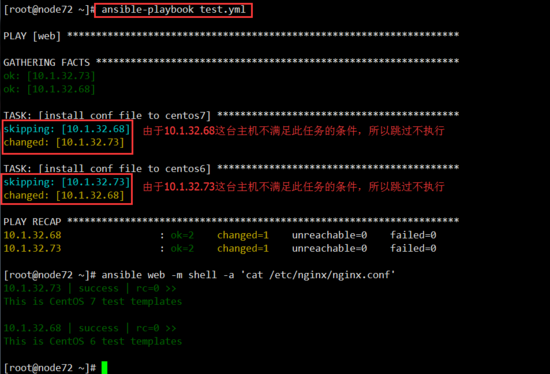 [root@node72 ~]# ansible-playbook test.yml
PLAY [web] *********************************************************************
GATHERING FACTS ***************************************************************
ok: [10.1.32.73]
ok: [10.1.32.68]
TASK: [install conf file to centos7] ******************************************
skipping: [10.1.32.68] 由于10.1.32.68这台主机不满足此任务的条件,所以跳过不执行
changed: [10.1.32.73]
TASK: [install conf file to centos6] ******************************************
skipping: [10.1.32.73] 由于10.1.32.73这台主机不满足此任务的条件,所以跳过不执行
changed: [10.1.32.68]
PLAY RECAP ********************************************************************
10.1.32.68 : ok=2 changed=1 unreachable=0 failed=0
10.1.32.73 : ok=2 changed=1 unreachable=0 failed=0
[root@node72 ~]# ansible web -m shell -a 'cat /etc/nginx/nginx.conf'
10.1.32.73 | success | rc=0 >>
This is CentOS 7 test templates
10.1.32.68 | success | rc=0 >>
This is CentOS 6 test templates
[root@node72 ~]#